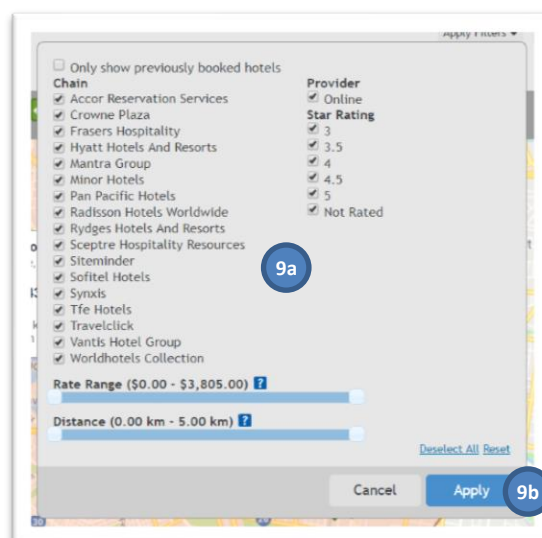 Apply Filters
Only show previously booked hotels
Chain
Accor Reservation Services
Crowne Plaza
Frasers Hospitality
Hyatt Hotels And Resorts
Mantra Group
Minor Hotels
Pan Pacific Hotels
Radisson Hotels Worldwide
Rydges Hotels And Resorts
Sceptre Hospitality Resources
Siteminder
Sofitel Hotels
Synxis
Tfe Hotels
Travelclick
Vantis Hotel Group
Worldhotels Collection
Provider
Online
Star Rating
3
3.5
4
4.5
5
Not Rated
9a
Rate Range ($0.00 - $3,805.00) ?
Distance (0.00 km - 5.00 km) ?
Deselect All Reset
Cancel Apply 9b